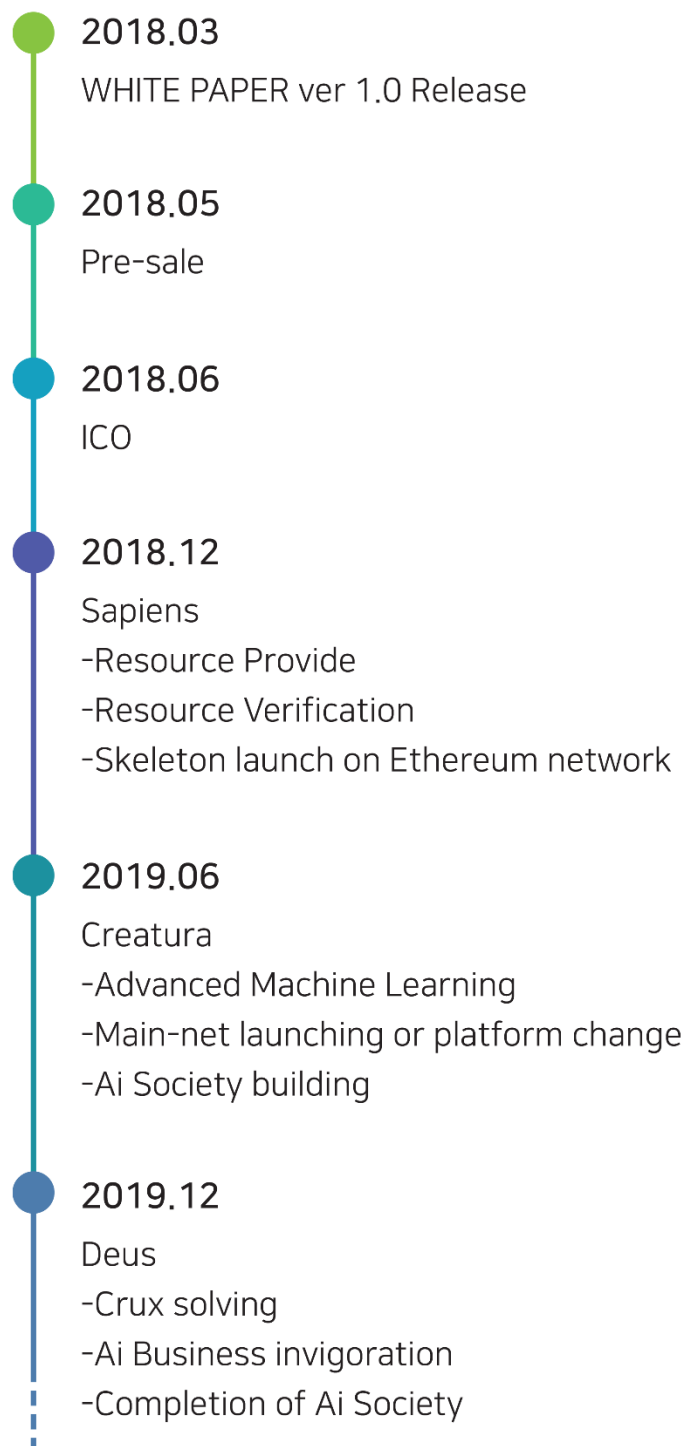 2018.03
WHITE PAPER ver 1.0 Release
2018.05
Pre-sale
2018.06
ICO
2018.12
Sapiens
-Resource Provide
-Resource Verification
-Skeleton launch on Ethereum network
2019.06
Creatura
-Advanced Machine Learning
-Main-net launching or platform change
-Ai Society building
2019.12
Deus
-Crux solving
-Ai Business invigoration
-Completion of Ai Society